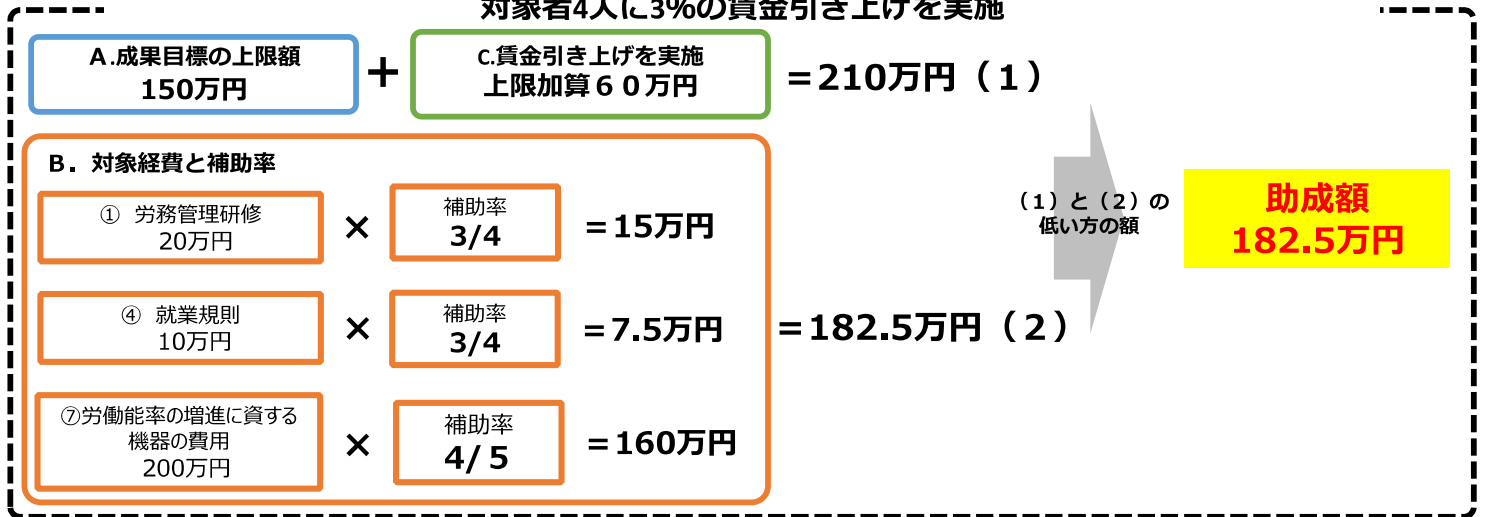 対象者4人に3%の賃金引き上げを実施
A.成果目標の上限額
150万円
+
C.賃金引き上げを実施
上限加算60万円
=210万円(1)
B. 対象経費と補助率
① 労務管理研修
20万円
×
補助率
3/4
=15万円
④ 就業規則
10万円
×
補助率
3/4
=7.5万円
⑦労働能率の増進に資する
機器の費用
200万円
×
補助率
4/5
=160万円
=182.5万円(2)
(1)と(2)の
低い方の額
助成額
182.5万円